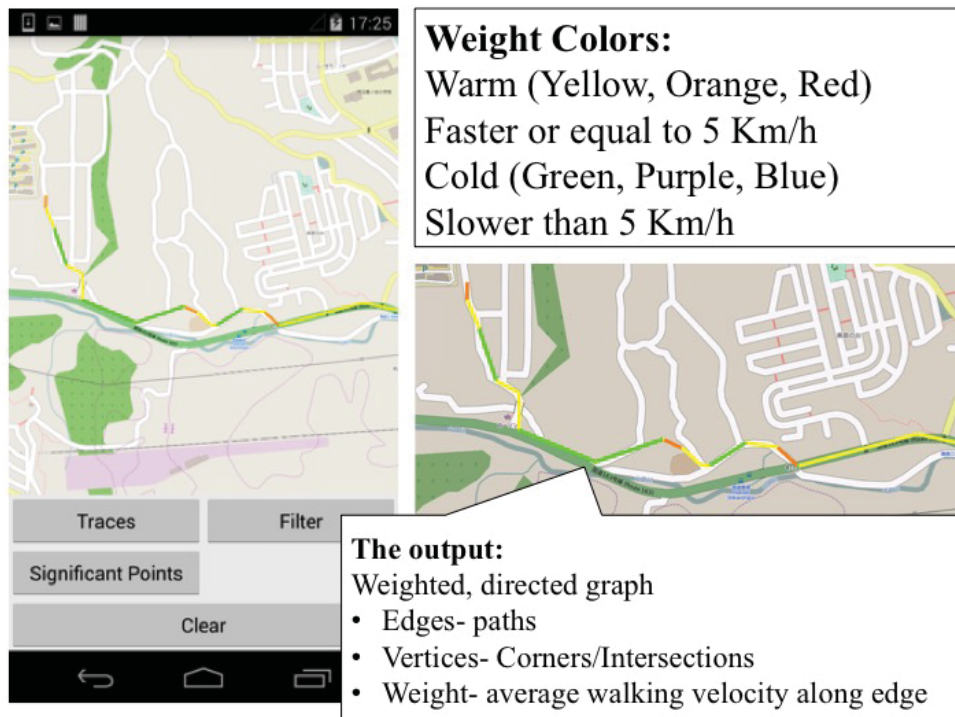 17:25
Weight Colors:
Warm (Yellow, Orange, Red)
Faster or equal to 5 Km/h
Cold (Green, Purple, Blue)
Slower than 5 Km/h
Traces
Filter
Significant Points
Clear
The output:
Weighted, directed graph
• Edges- paths
• Vertices- Corners/Intersections
• Weight- average walking velocity along edge